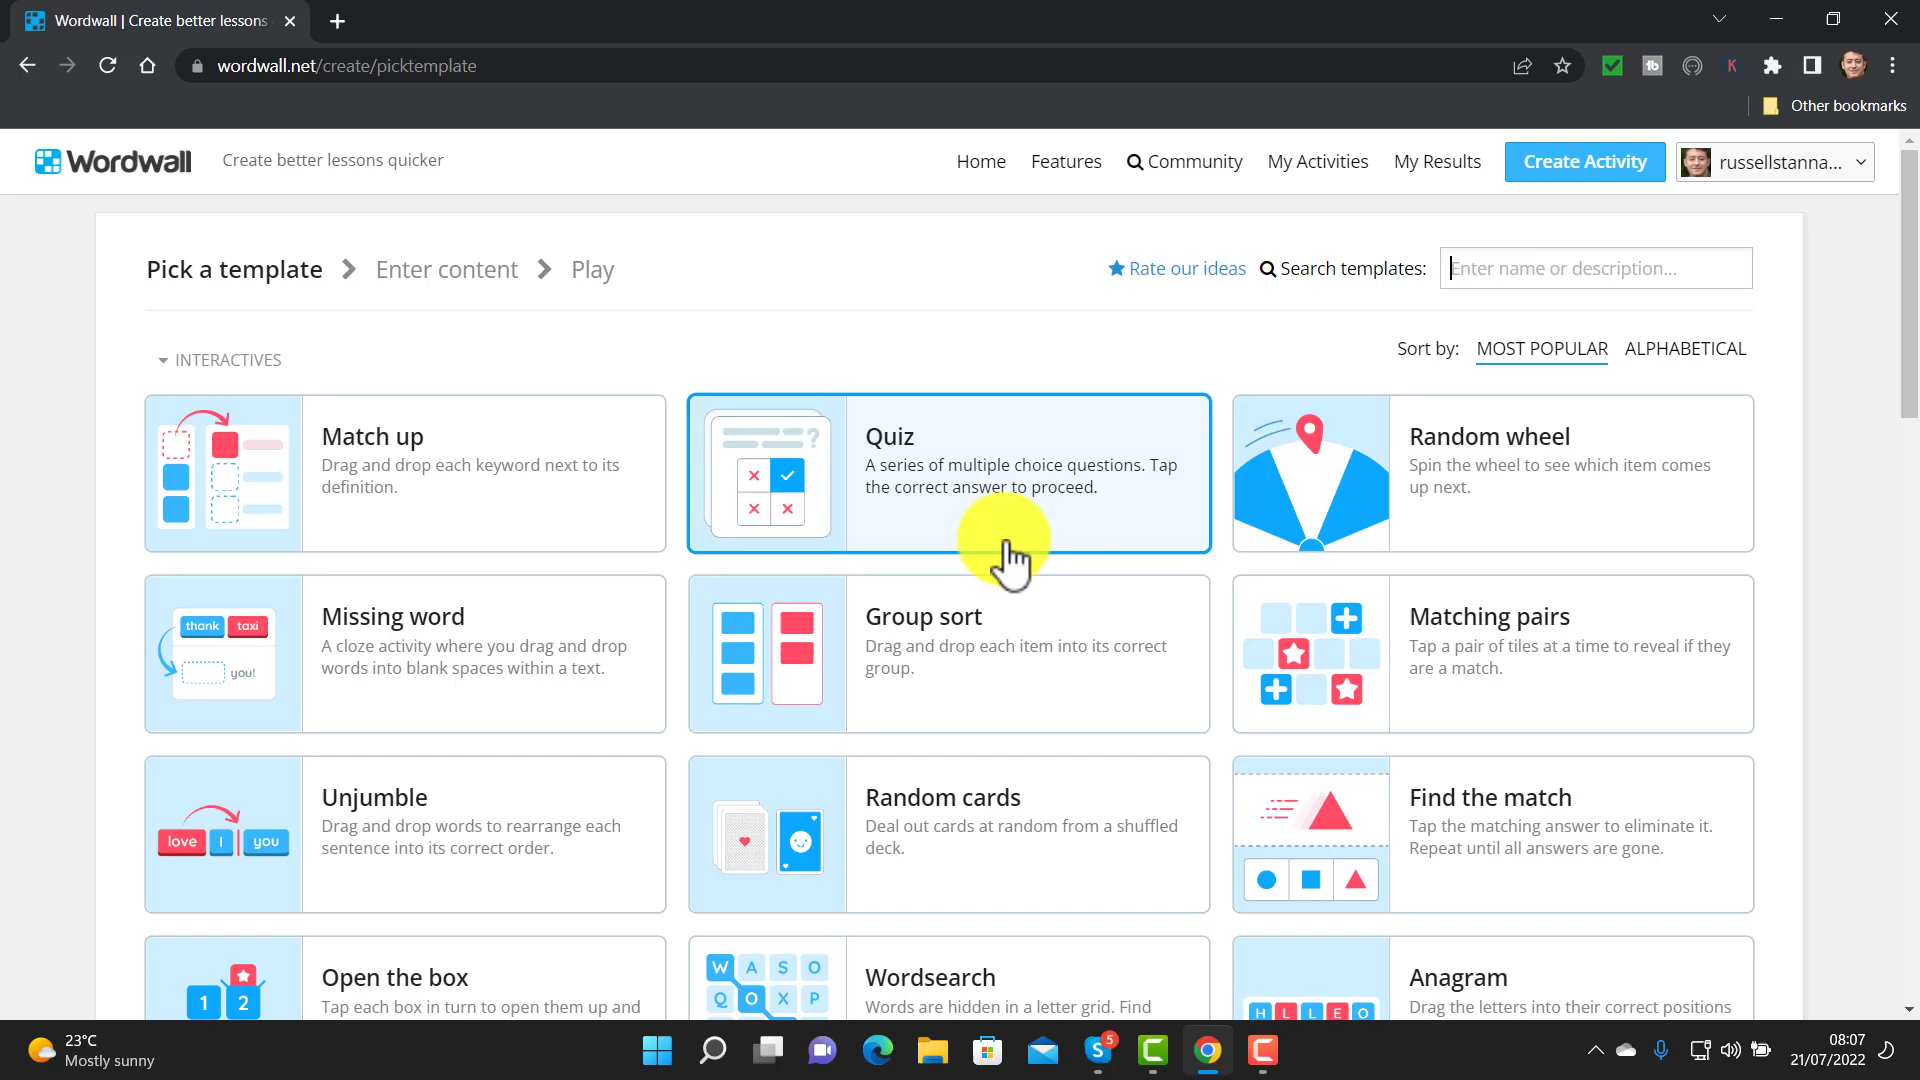 Wordwall | Create better lessons
wordwall.net/create/picktemplate
Other bookmarks
Wordwall
Create better lessons quicker
Home
Features
Community
My Activities
My Results
Create Activity
russellstanna...
Pick a template
Enter content
Play
Rate our ideas
Search templates:
Enter name or description...
INTERACTIVES
Sort by:
MOST POPULAR
ALPHABETICAL
Match up
Drag and drop each keyword next to its
definition.
?
Quiz
A series of multiple choice questions. Tap
the correct answer to proceed.
Random wheel
Spin the wheel to see which item comes
up next.
thank
taxi
you!
Missing word
A cloze activity where you drag and drop
words into blank spaces within a text.
Group sort
Drag and drop each item into its correct
group.
Matching pairs
Tap a pair of tiles at a time to reveal if they
are a match.
love
I
you
Unjumble
Drag and drop words to rearrange each
sentence into its correct order.
Random cards
Deal out cards at random from a shuffled
deck.
Find the match
Tap the matching answer to eliminate it.
Repeat until all answers are gone.
1
2
Open the box
Tap each box in turn to open them up and
W A S O
Q O X P
Wordsearch
Words are hidden in a letter grid. Find
H L L E O
Anagram
Drag the letters into their correct positions
23°C
Mostly sunny
5
08:07
21/07/2022